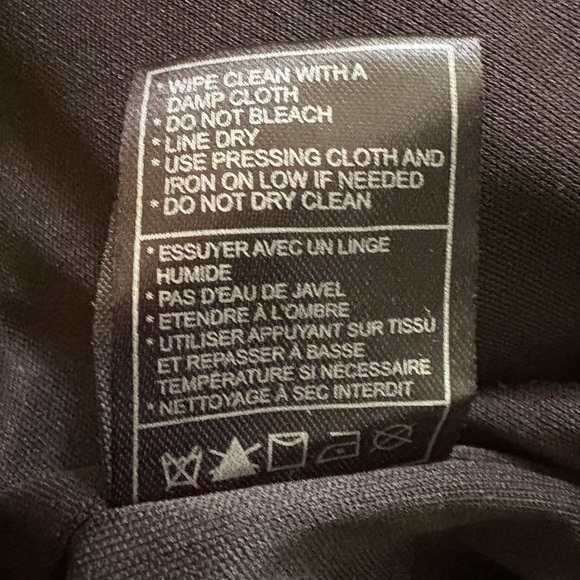 * WIPE CLEAN WITH A
DAMP CLOTH
* DO NOT BLEACH
* LINE DRY
* USE PRESSING CLOTH AND
IRON ON LOW IF NEEDED
* DO NOT DRY CLEAN
* ESSUYER AVEC UN LINGE
HUMIDE
* PAS D'EAU DE JAVEL
* ETENDRE À L'OMBRE
* UTILISER APPUYANT SUR TISSÙ
ET REPASSER À BASSE
TEMPÉRATURE SI NÉCESSAIRE
* NETTOYAGE À SEC INTERDIT